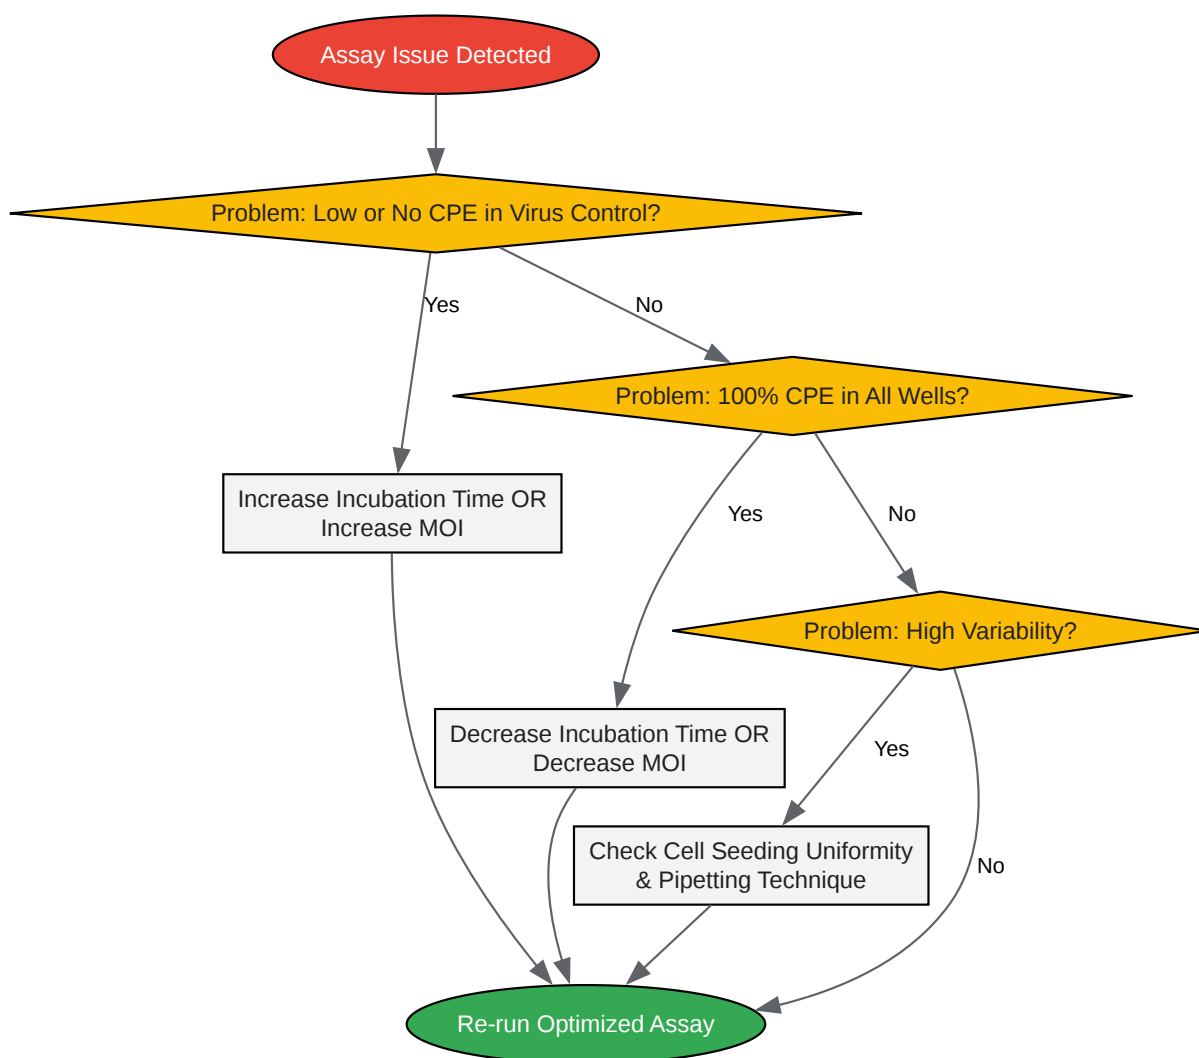 Assay Issue Detected
Problem: Low or No CPE in Virus Control?
Yes
No
Problem: 100% CPE in All Wells?
Increase Incubation Time OR
Increase MOI
Yes
No
Problem: High Variability?
Decrease Incubation Time OR
Decrease MOI
Yes
Check Cell Seeding Uniformity
& Pipetting Technique
No
Re-run Optimized Assay